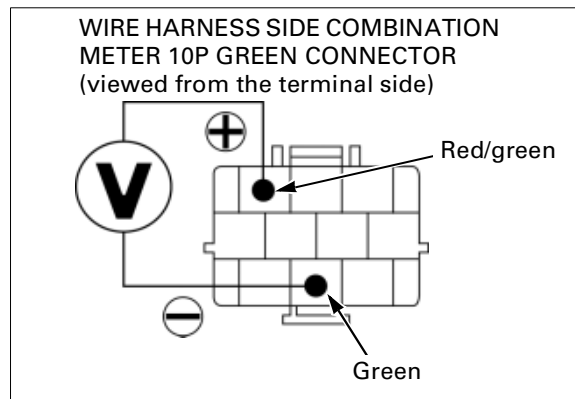 WIRE HARNESS SIDE COMBINATION
METER 10P GREEN CONNECTOR
(viewed from the terminal side)
+
Red/green
V
−
Green